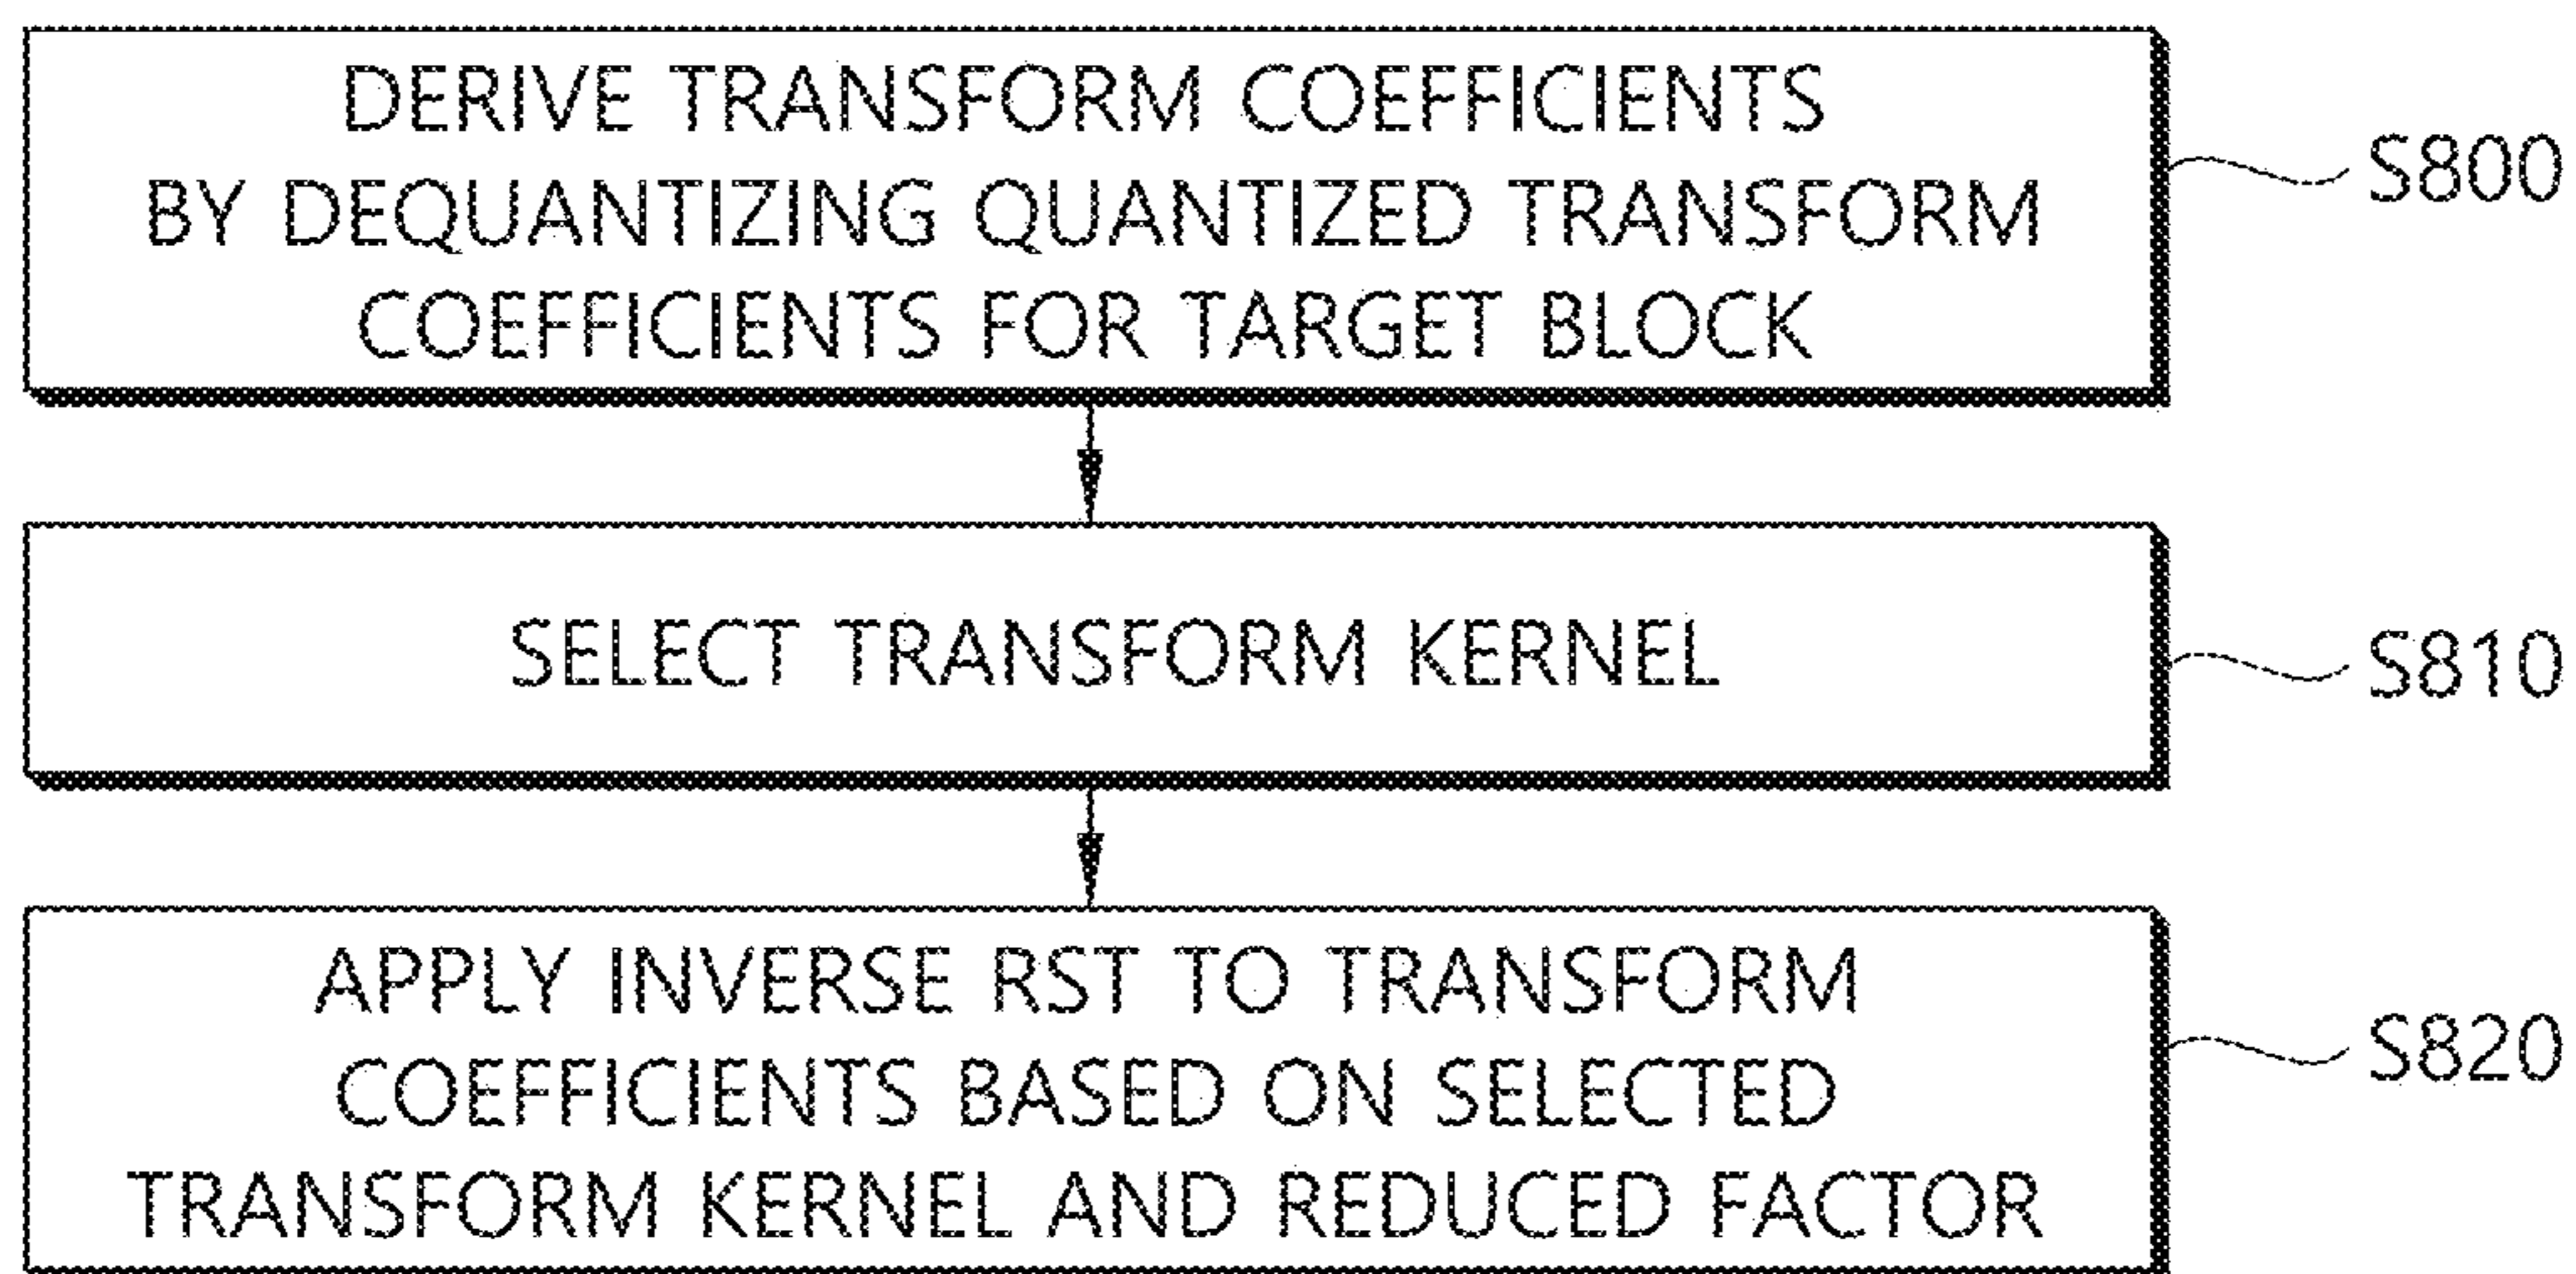 DERIVE TRANSFORM COEFFICIENTS
BY DEQUANTIZING QUANTIZED TRANSFORM
COEFFICIENTS FOR TARGET BLOCK
S800
SELECT TRANSFORM KERNEL
S810
APPLY INVERSE RST TO TRANSFORM
COEFFICIENTS BASED ON SELECTED
TRANSFORM KERNEL AND REDUCED FACTOR
S820